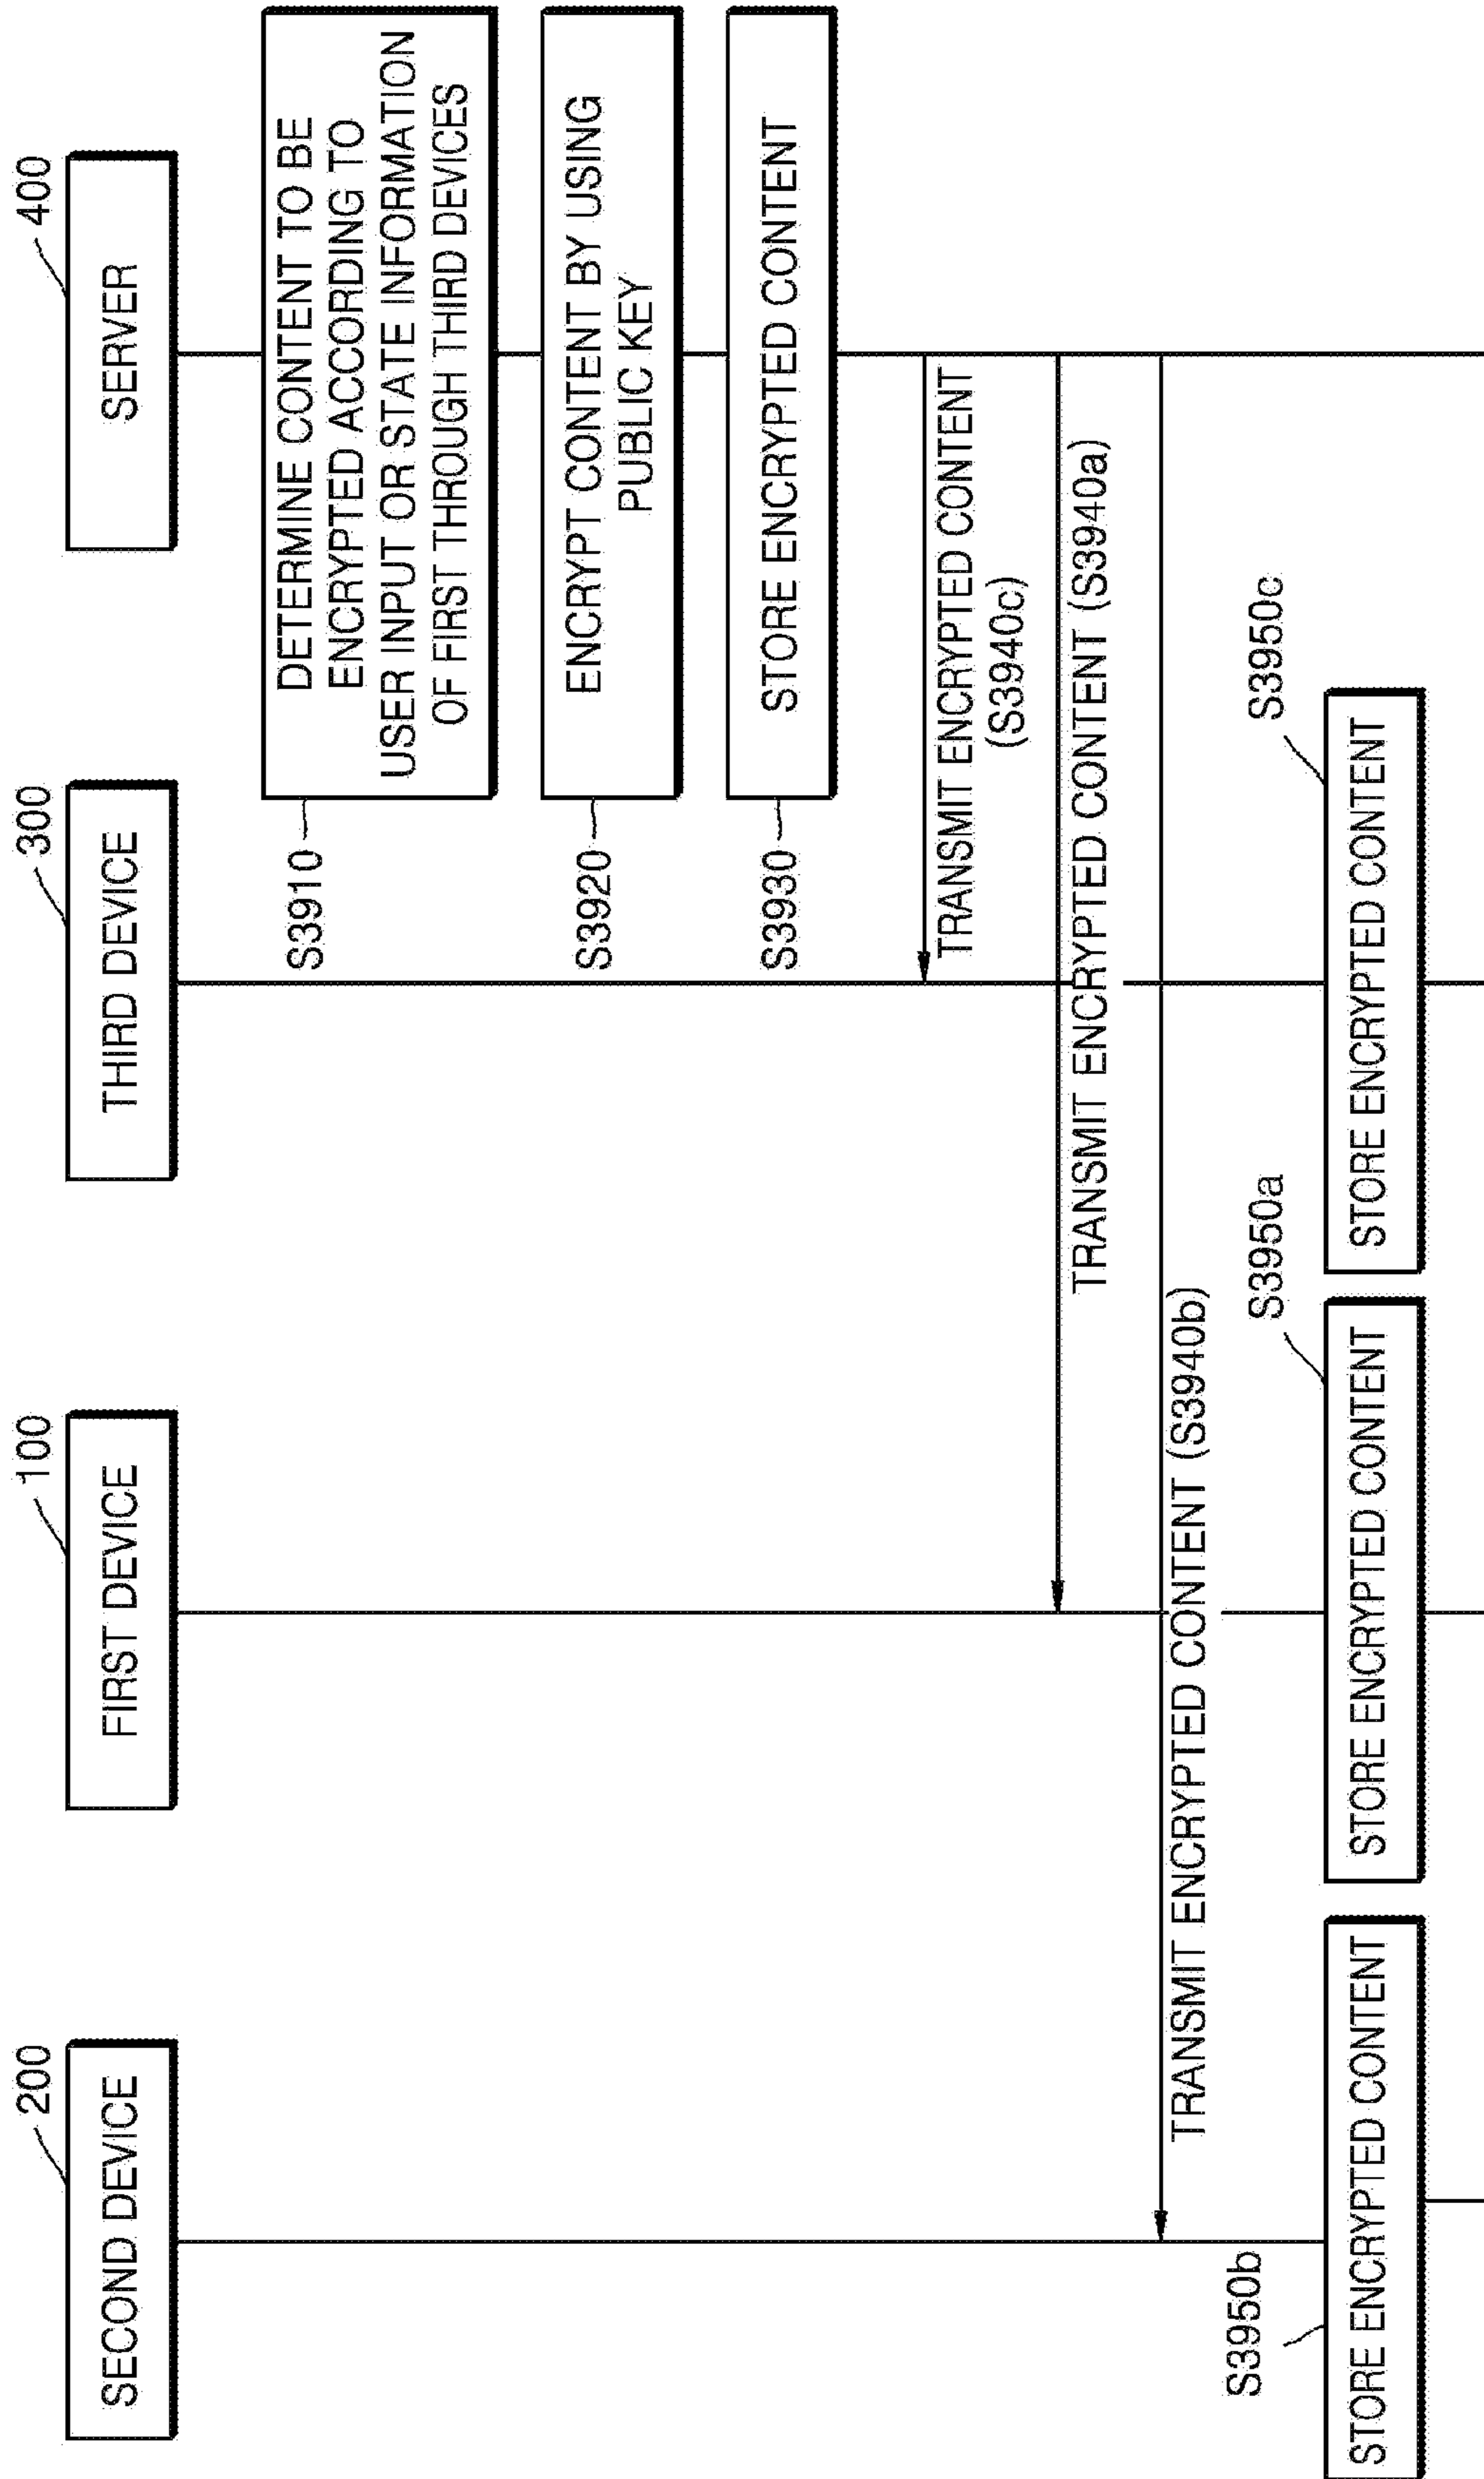 200
SECOND DEVICE
100
FIRST DEVICE
300
THIRD DEVICE
400
SERVER
S3910
DETERMINE CONTENT TO BE
ENCRYPTED ACCORDING TO
USER INPUT OR STATE INFORMATION
OF FIRST THROUGH THIRD DEVICES
S3920
ENCRYPT CONTENT BY USING
PUBLIC KEY
S3930
STORE ENCRYPTED CONTENT
TRANSMIT ENCRYPTED CONTENT
(S3940c)
TRANSMIT ENCRYPTED CONTENT (S3940a)
TRANSMIT ENCRYPTED CONTENT (S3940b)
S3950b
STORE ENCRYPTED CONTENT
S3950a
STORE ENCRYPTED CONTENT
S3950c
STORE ENCRYPTED CONTENT